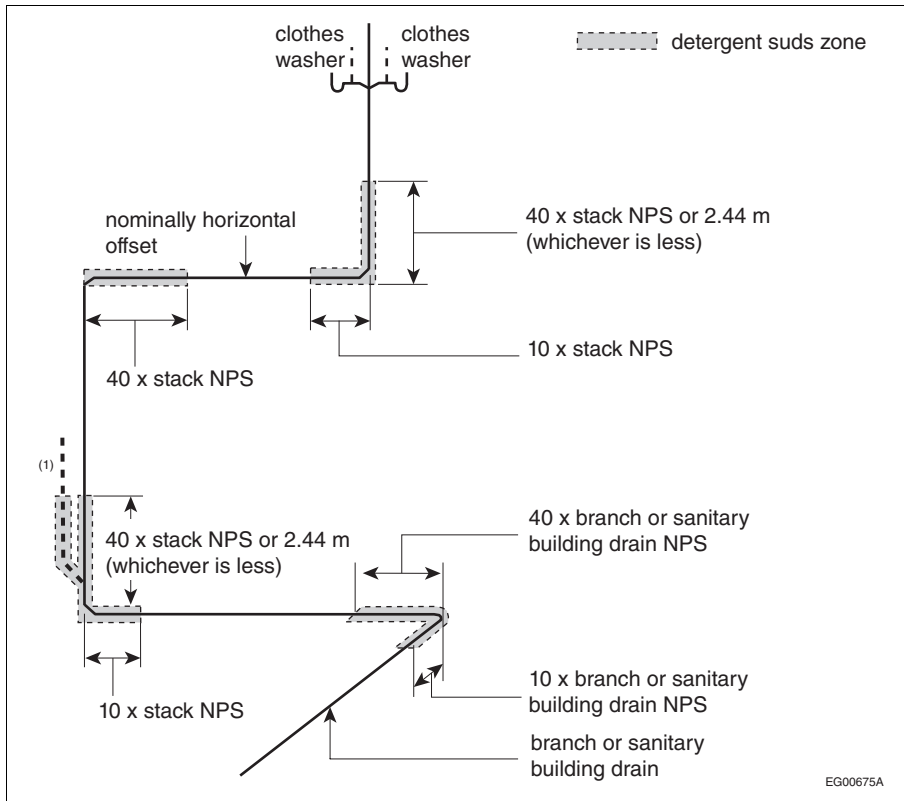 clothes
washer
clothes
washer
detergent suds zone
nominally horizontal
offset
40 x stack NPS or 2.44 m
(whichever is less)
10 x stack NPS
40 x stack NPS
(1)
40 x stack NPS or 2.44 m
(whichever is less)
40 x branch or sanitary
building drain NPS
10 x stack NPS
10 x branch or sanitary
building drain NPS
branch or sanitary
building drain
EG00675A